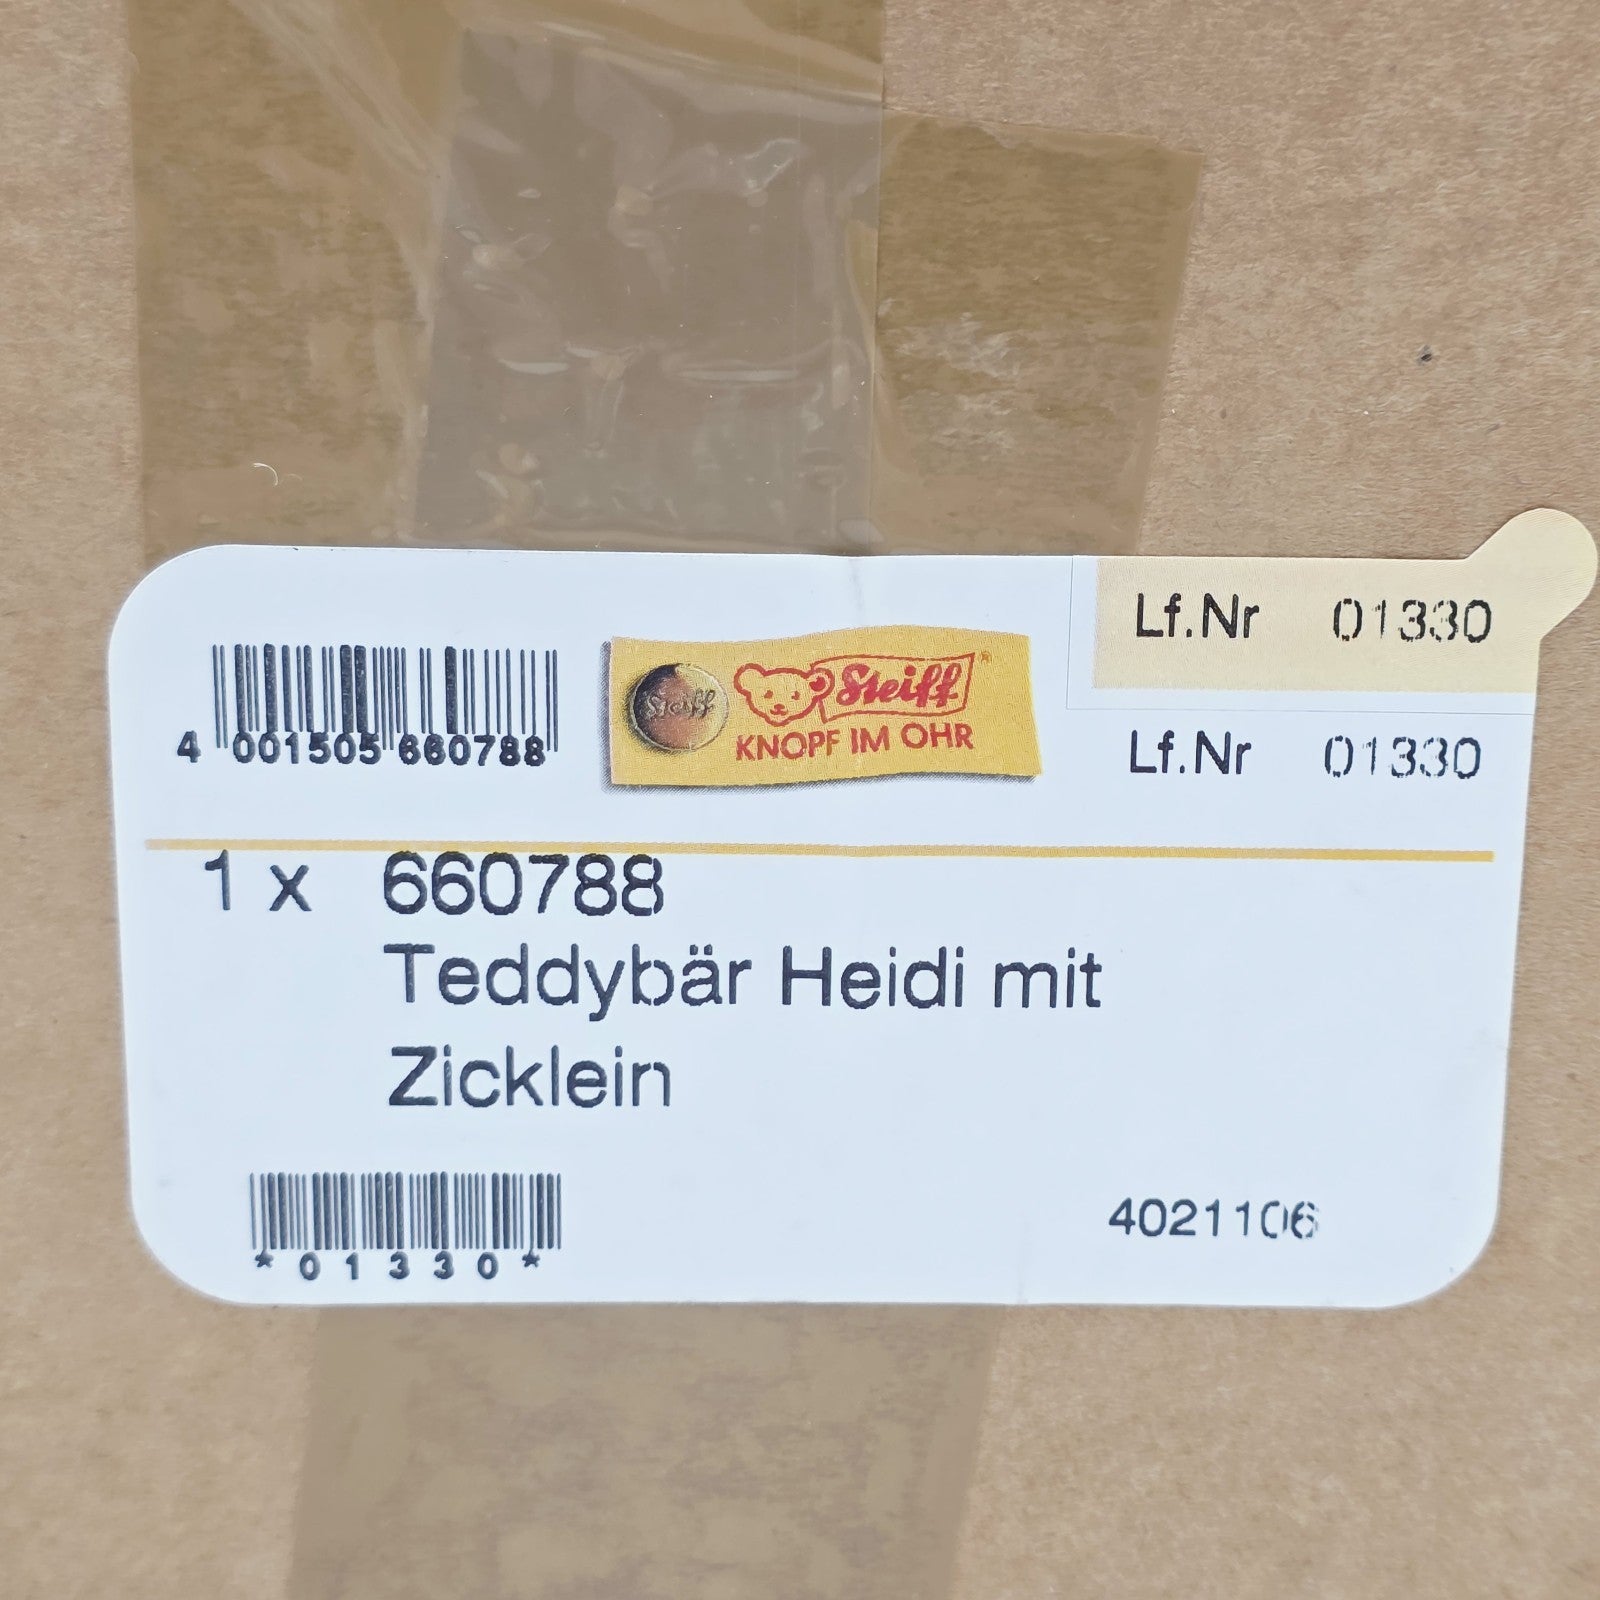 Lf.Nr 01330
4 001505 660788
Steiff
Steiff®
KNOPF IM OHR
Lf.Nr 01330
1 x 660788
Teddybär Heidi mit
Zicklein
*01330*
4021106